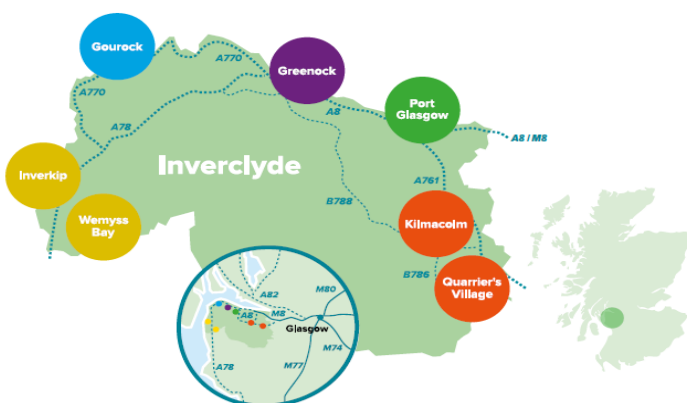 Gourock
A770
Greenock
A770
A8
Port
Glasgow
A8 / M8
A78
Inverclyde
Inverkip
A761
B788
Wemyss
Bay
Kilmacolm
B786
Quarrier's
Village
A82
M80
A8
M8
Glasgow
M74
M77
A78